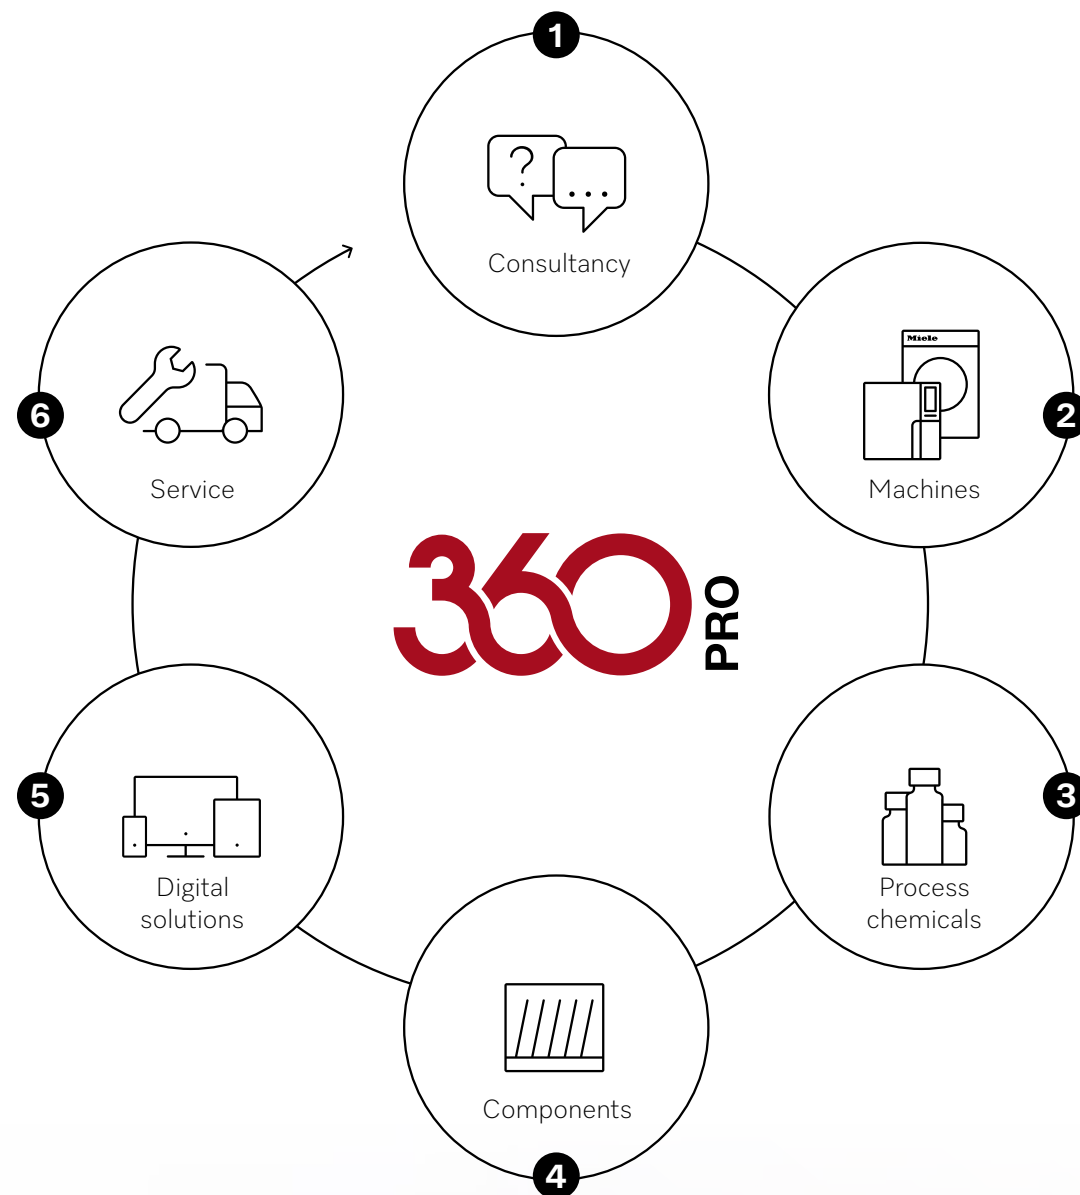 1
Consultancy
Miele
Machines
2
3
Process
chemicals
Components
4
5
Digital
solutions
6
Service
360
PRO